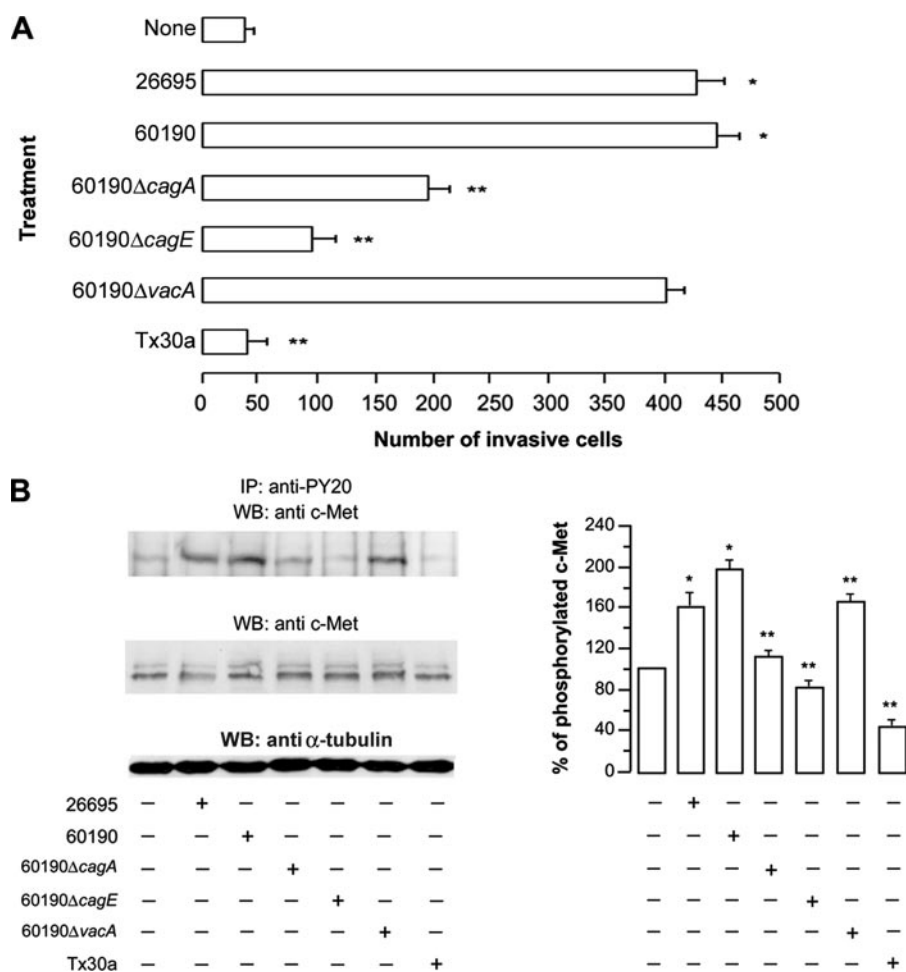 A
Treatment
None
26695 *
60190 *
60190ΔcagA **
60190ΔcagE **
60190ΔvacA
Tx30a **
0 50 100 150 200 250 300 350 400 450 500
Number of invasive cells
B
IP: anti-PY20
WB: anti c-Met
WB: anti c-Met
WB: anti α-tubulin
26695 – + – – – – –
60190 – – + – – – –
60190ΔcagA – – – + – – –
60190ΔcagE – – – – + – –
60190ΔvacA – – – – – + –
Tx30a – – – – – – +
% of phosphorylated c-Met
240
200
160
120
80
40
0
* * ** ** ** **
– + – – – – –
– – + – – – –
– – – + – – –
– – – – + – –
– – – – – + –
– – – – – – +